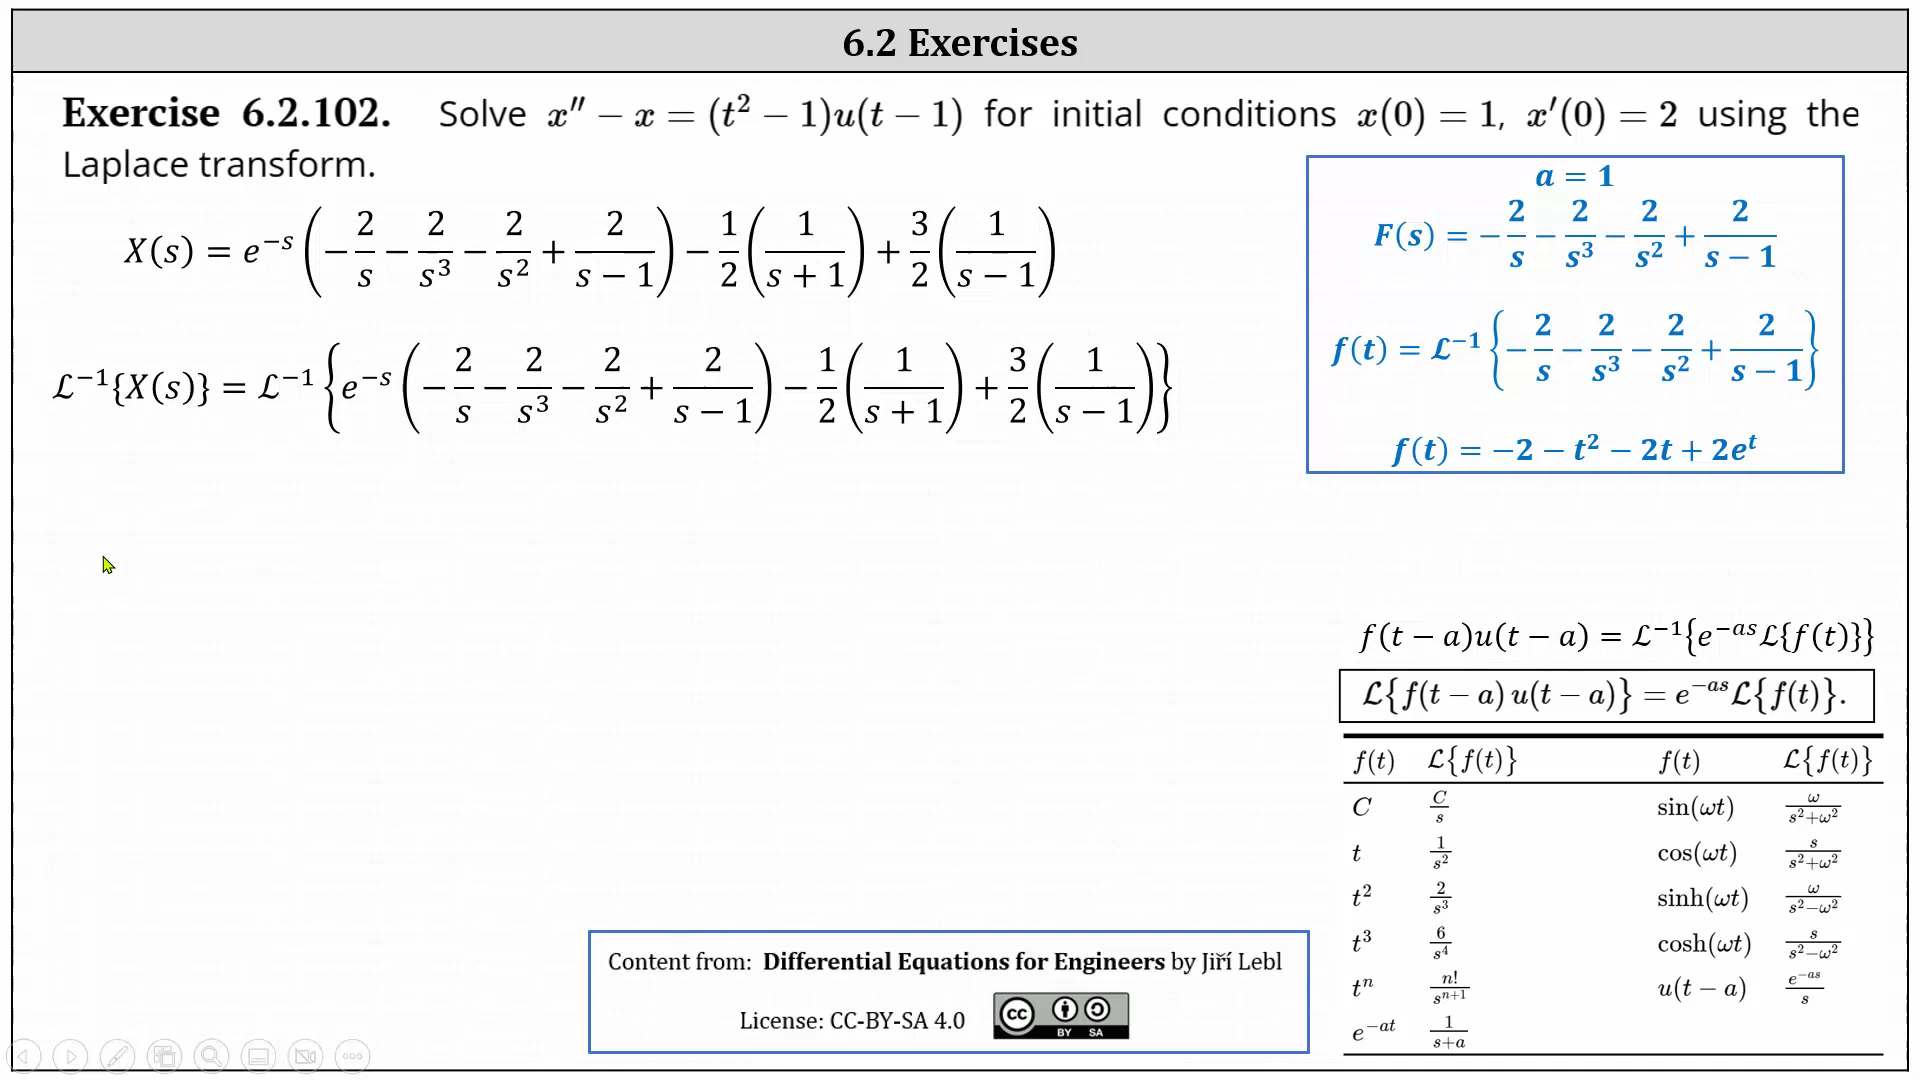 6.2 Exercises
Exercise 6.2.102. Solve x″ − x = (t² − 1)u(t − 1) for initial conditions x(0) = 1, x′(0) = 2 using the
Laplace transform.
X(s) = e⁻ˢ (−2/s − 2/s³ − 2/s² + 2/(s − 1)) − 1/2 (1/(s + 1)) + 3/2 (1/(s − 1))
ℒ⁻¹{X(s)} = ℒ⁻¹ {e⁻ˢ (−2/s − 2/s³ − 2/s² + 2/(s − 1)) − 1/2 (1/(s + 1)) + 3/2 (1/(s − 1))}
a = 1
F(s) = −2/s − 2/s³ − 2/s² + 2/(s − 1)
f(t) = ℒ⁻¹ {−2/s − 2/s³ − 2/s² + 2/(s − 1)}
f(t) = −2 − t² − 2t + 2eᵗ
f(t − a)u(t − a) = ℒ⁻¹{e⁻ᵃˢℒ{f(t)}}
ℒ{f(t − a) u(t − a)} = e⁻ᵃˢℒ{f(t)}.
f(t) ℒ{f(t)} f(t) ℒ{f(t)}
C C/s sin(ωt) ω/(s²+ω²)
t 1/s² cos(ωt) s/(s²+ω²)
t² 2/s³ sinh(ωt) ω/(s²−ω²)
t³ 6/s⁴ cosh(ωt) s/(s²−ω²)
tⁿ n!/sⁿ⁺¹ u(t − a) e⁻ᵃˢ/s
e⁻ᵃᵗ 1/(s+a)
Content from: Differential Equations for Engineers by Jiří Lebl
License: CC-BY-SA 4.0
cc BY SA